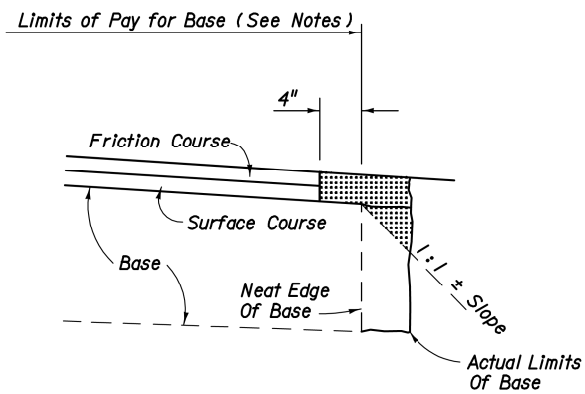 Limits of Pay for Base (See Notes)
4"
Friction Course
Surface Course
Base
Neat Edge
Of Base
1:1 ± Slope
Actual Limits
Of Base